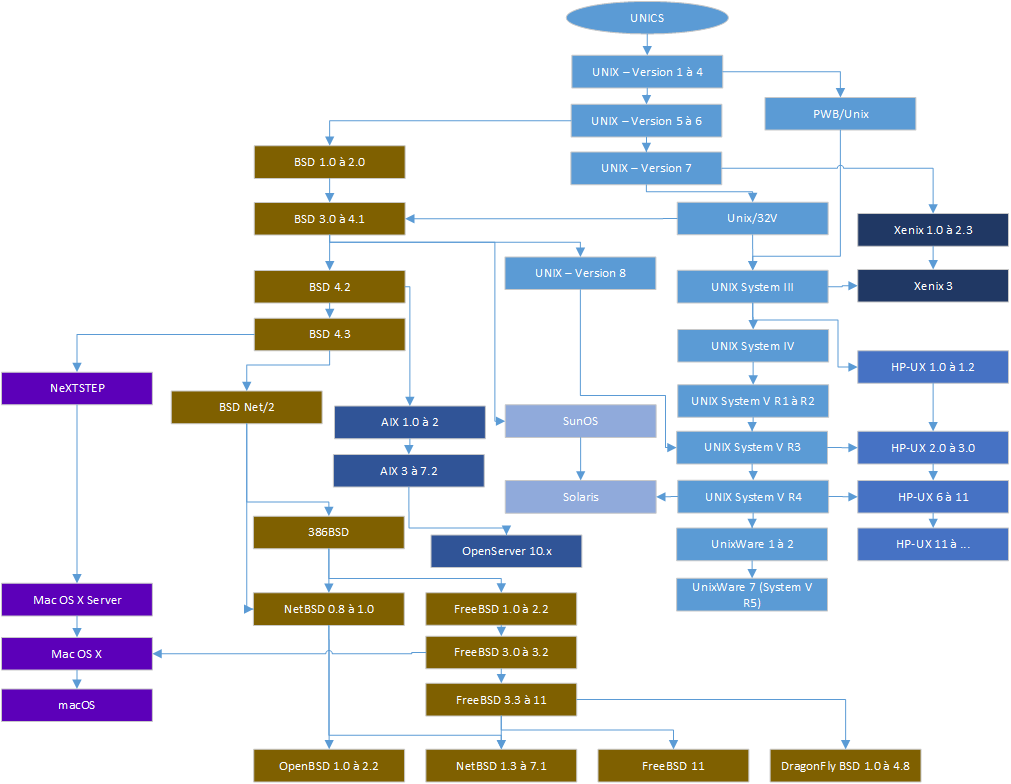 UNICS
UNIX – Version 1 à 4
PWB/Unix
UNIX – Version 5 à 6
BSD 1.0 à 2.0
UNIX – Version 7
BSD 3.0 à 4.1
Unix/32V
Xenix 1.0 à 2.3
UNIX – Version 8
BSD 4.2
UNIX System III
Xenix 3
BSD 4.3
UNIX System IV
HP-UX 1.0 à 1.2
NeXTSTEP
BSD Net/2
UNIX System V R1 à R2
AIX 1.0 à 2
SunOS
UNIX System V R3
HP-UX 2.0 à 3.0
AIX 3 à 7.2
Solaris
UNIX System V R4
HP-UX 6 à 11
386BSD
OpenServer 10.x
UnixWare 1 à 2
HP-UX 11 à ...
UnixWare 7 (System V
R5)
Mac OS X Server
NetBSD 0.8 à 1.0
FreeBSD 1.0 à 2.2
Mac OS X
FreeBSD 3.0 à 3.2
macOS
FreeBSD 3.3 à 11
OpenBSD 1.0 à 2.2
NetBSD 1.3 à 7.1
FreeBSD 11
DragonFly BSD 1.0 à 4.8